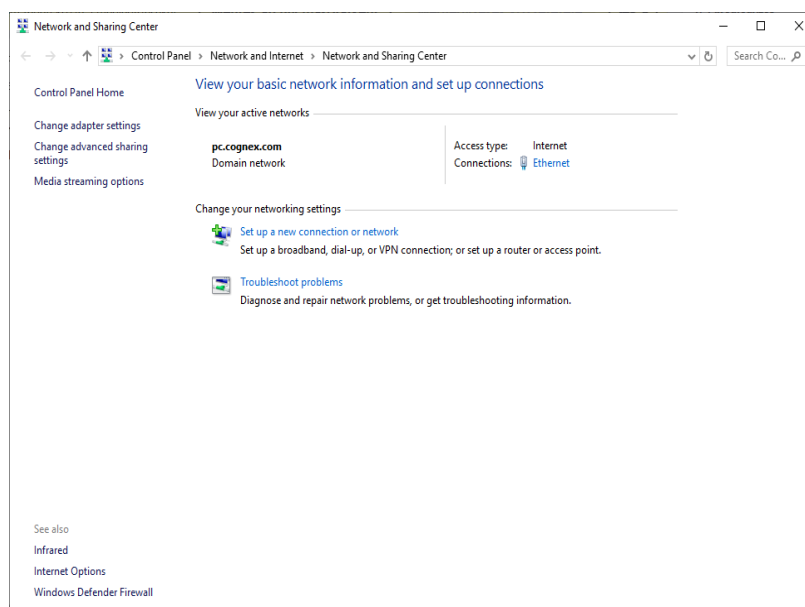 Network and Sharing Center
Control Panel > Network and Internet > Network and Sharing Center
Search Co...
Control Panel Home
Change adapter settings
Change advanced sharing
settings
Media streaming options
View your basic network information and set up connections
View your active networks
pc.cognex.com
Domain network
Access type: Internet
Connections: Ethernet
Change your networking settings
Set up a new connection or network
Set up a broadband, dial-up, or VPN connection; or set up a router or access point.
Troubleshoot problems
Diagnose and repair network problems, or get troubleshooting information.
See also
Infrared
Internet Options
Windows Defender Firewall